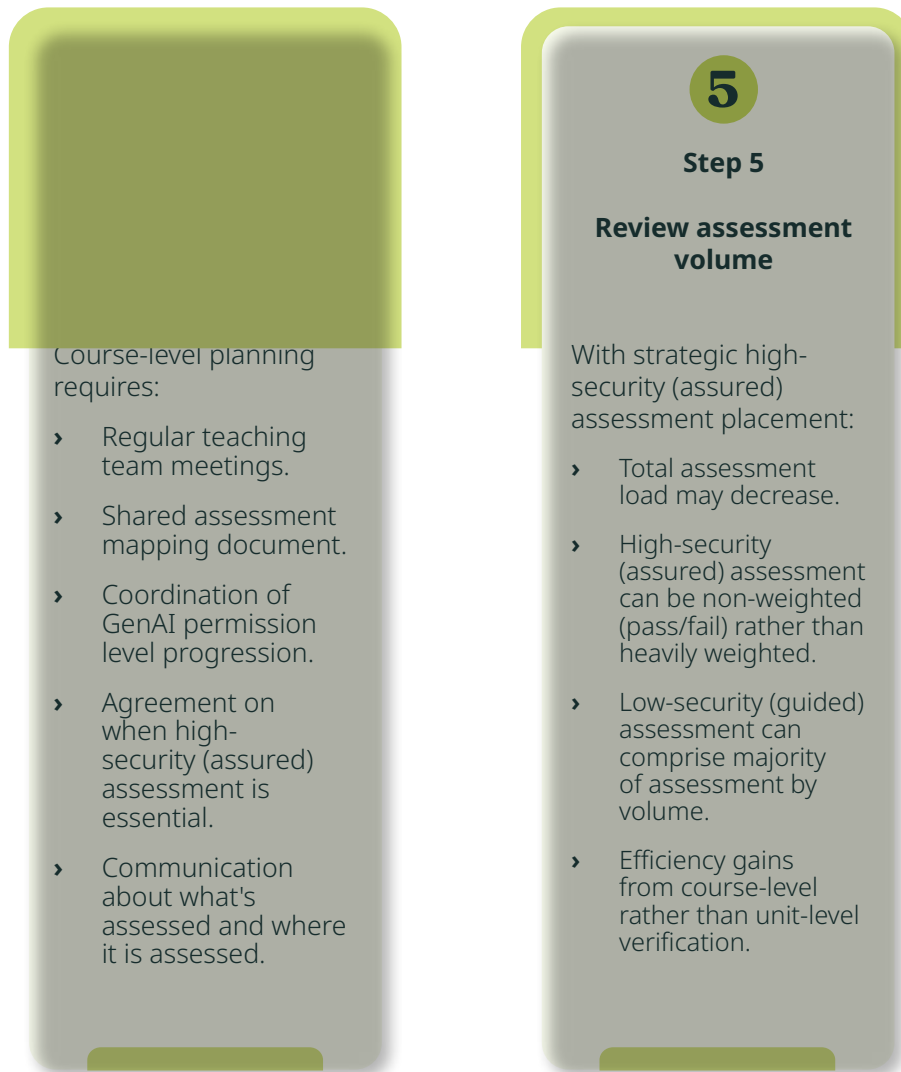 Course-level planning
requires:
› Regular teaching
team meetings.
› Shared assessment
mapping document.
› Coordination of
GenAI permission
level progression.
› Agreement on
when high-
security (assured)
assessment is
essential.
› Communication
about what's
assessed and where
it is assessed.
5
Step 5
Review assessment
volume
With strategic high-
security (assured)
assessment placement:
› Total assessment
load may decrease.
› High-security
(assured) assessment
can be non-weighted
(pass/fail) rather than
heavily weighted.
› Low-security (guided)
assessment can
comprise majority
of assessment by
volume.
› Efficiency gains
from course-level
rather than unit-level
verification.